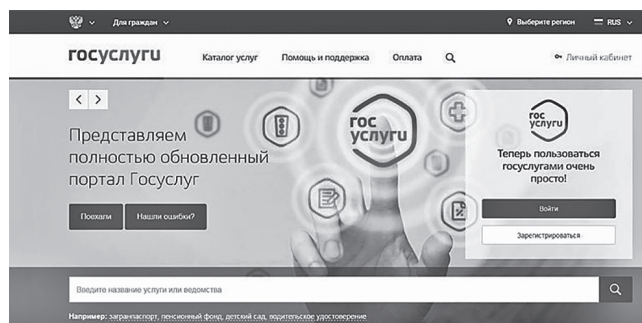 Для граждан
Выберите регион
RUS
госуслуги
Каталог услуг
Помощь и поддержка
Оплата
Личный кабинет
Представляем
полностью обновленный
портал Госуслуг
Поехали
Нашли ошибки?
гос
услуги
гос
услуги
Теперь пользоваться
госуслугами очень
просто!
Войти
Зарегистрироваться
Введите название услуги или ведомства
Например: загранпаспорт, пенсионный фонд, детский сад, водительское удостоверение